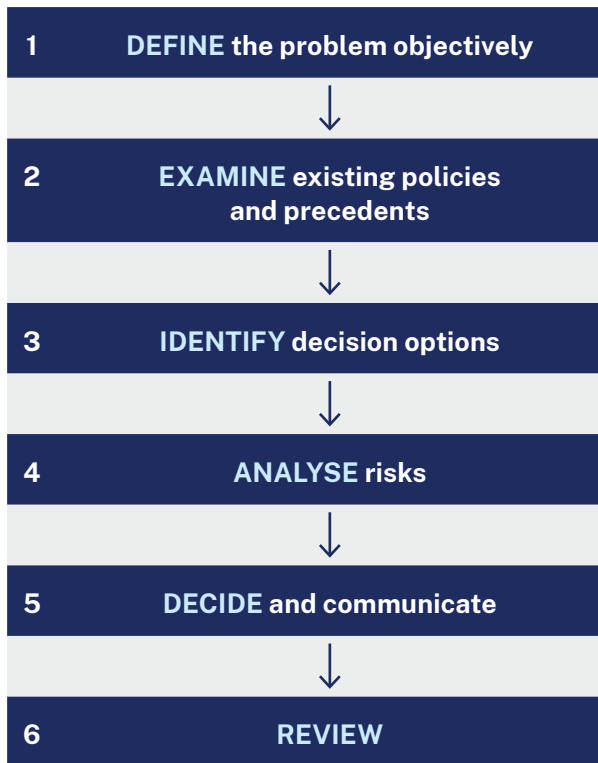 1 DEFINE the problem objectively
2 EXAMINE existing policies
and precedents
3 IDENTIFY decision options
4 ANALYSE risks
5 DECIDE and communicate
6 REVIEW